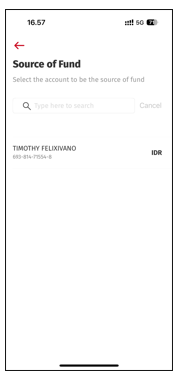 16.57
5G 72
Source of Fund
Select the account to be the source of fund
Type here to search
Cancel
TIMOTHY FELIXIVANO
IDR